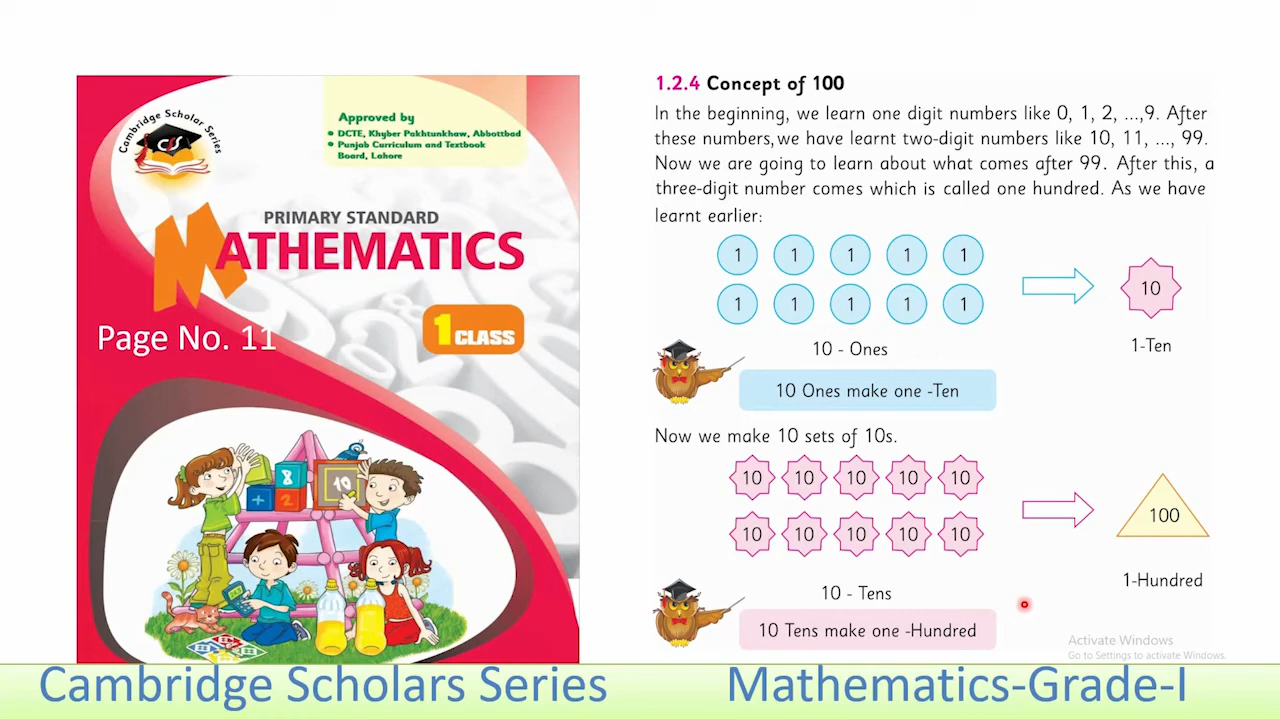 Cambridge Scholar Series
CSS
Approved by
• DCTE, Khyber Pakhtunkhaw, Abbottbad
• Punjab Curriculum and Textbook
Board, Lahore
PRIMARY STANDARD
MATHEMATICS
1 CLASS
Page No. 11
8
+ 2
10
1.2.4 Concept of 100
In the beginning, we learn one digit numbers like 0, 1, 2, ...,9. After
these numbers, we have learnt two-digit numbers like 10, 11, ..., 99.
Now we are going to learn about what comes after 99. After this, a
three-digit number comes which is called one hundred. As we have
learnt earlier:
1 1 1 1 1
1 1 1 1 1
10
10 - Ones
1-Ten
10 Ones make one -Ten
Now we make 10 sets of 10s.
10 10 10 10 10
10 10 10 10 10
100
10 - Tens
1-Hundred
10 Tens make one -Hundred
Activate Windows
Go to Settings to activate Windows.
Cambridge Scholars Series
Mathematics-Grade-I